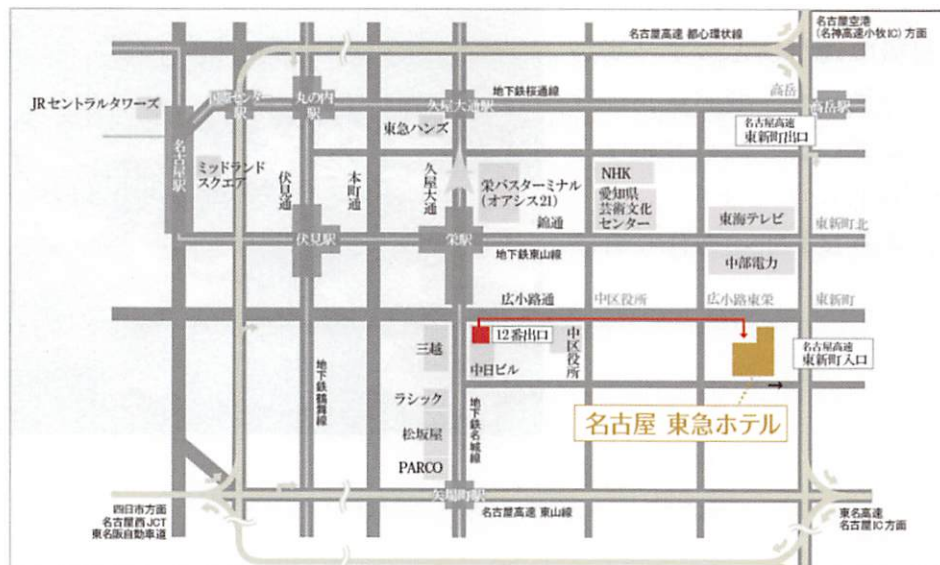 名古屋高速 都心環状線
名古屋空港
(名神高速小牧IC) 方面
JRセントラルタワーズ
国際センター
駅
丸の内
駅
久屋大通駅
地下鉄桜通線
高岳
高岳駅
東急ハンズ
名古屋高速
東新町出口
名古屋駅
ミッドランド
スクエア
伏見通
本町通
久屋大通
栄バスターミナル
(オアシス21)
NHK
愛知県
芸術文化
センター
東海テレビ
錦通
東新町北
伏見駅
栄駅
地下鉄東山線
中部電力
広小路通
中区役所
広小路東栄
東新町
12番出口
三越
中日ビル
中区役所
名古屋高速
東新町入口
地下鉄鶴舞線
ラシック
地下鉄名城線
名古屋 東急ホテル
松坂屋
PARCO
矢場町駅
四日市方面
名古屋西JCT
東名阪自動車道
名古屋高速 東山線
東名高速
名古屋IC方面